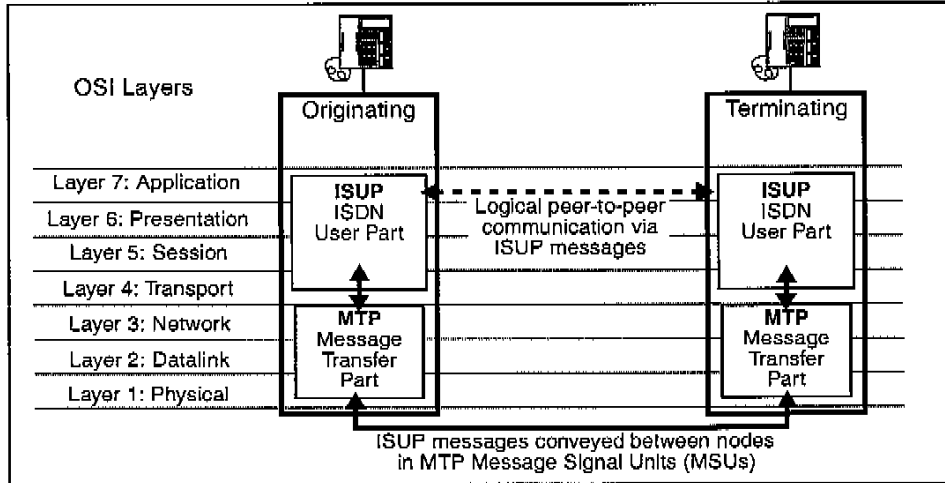 OSI Layers
Originating
Terminating
Layer 7: Application
Layer 6: Presentation
Layer 5: Session
Layer 4: Transport
Layer 3: Network
Layer 2: Datalink
Layer 1: Physical
ISUP
ISDN
User Part
Logical peer-to-peer
communication via
ISUP messages
ISUP
ISDN
User Part
MTP
Message
Transfer
Part
MTP
Message
Transfer
Part
ISUP messages conveyed between nodes
in MTP Message Signal Units (MSUs)